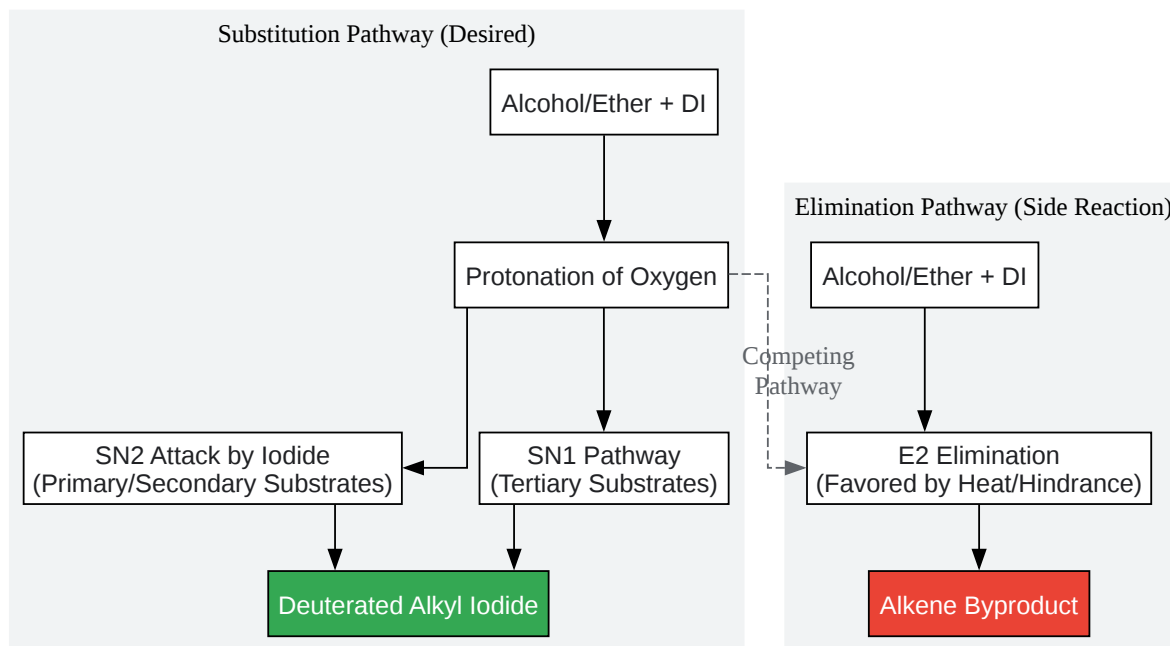 Substitution Pathway (Desired)
Alcohol/Ether + DI
Protonation of Oxygen
SN2 Attack by Iodide
(Primary/Secondary Substrates)
SN1 Pathway
(Tertiary Substrates)
Deuterated Alkyl Iodide
Competing
Pathway
Elimination Pathway (Side Reaction)
Alcohol/Ether + DI
E2 Elimination
(Favored by Heat/Hindrance)
Alkene Byproduct